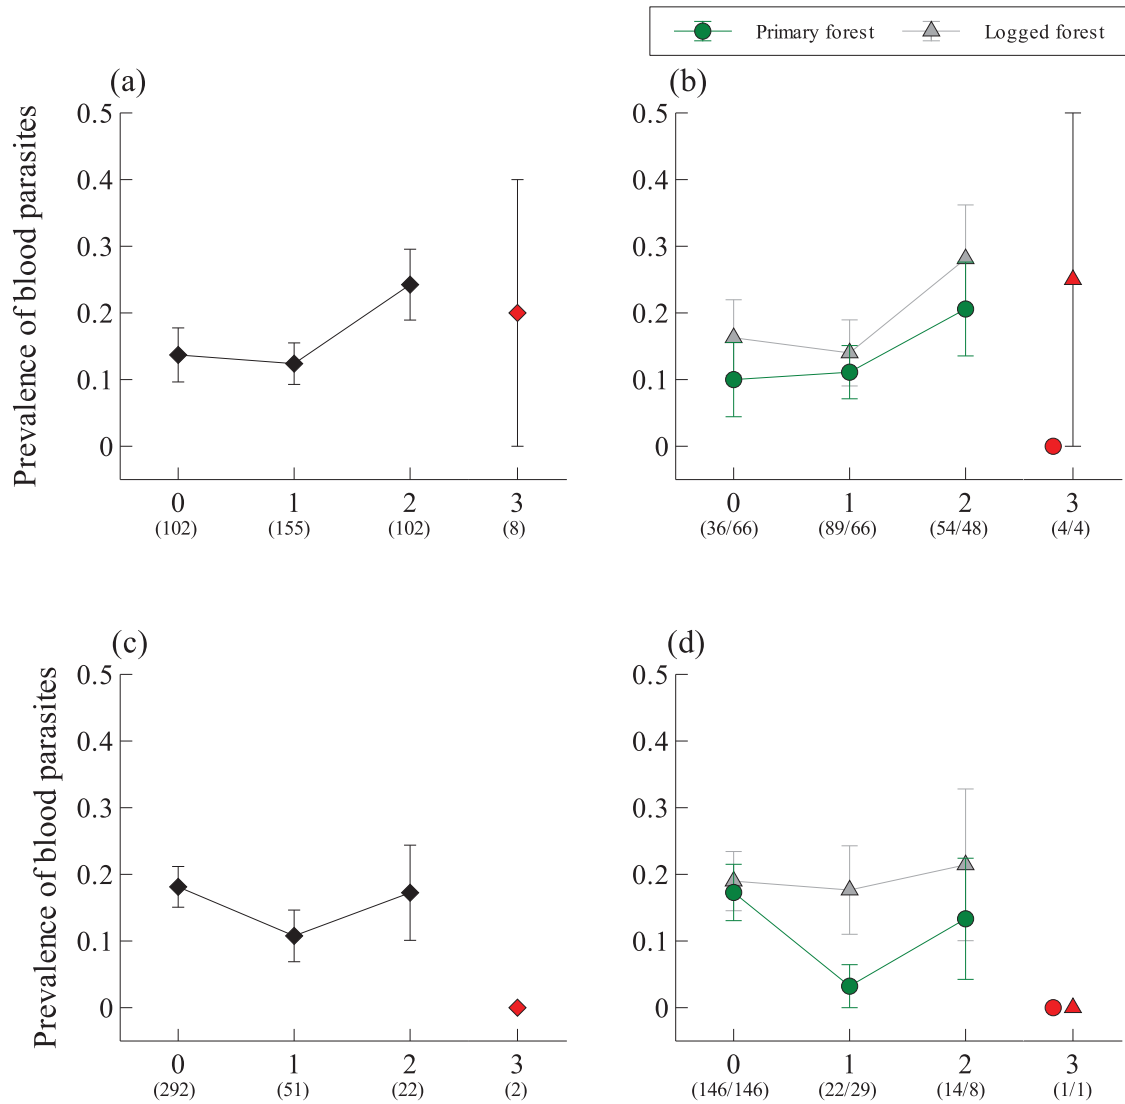 Primary forest Logged forest
(a)
Prevalence of blood parasites
0.5
0.4
0.3
0.2
0.1
0
0 1 2 3
(102) (155) (102) (8)
(b)
0.5
0.4
0.3
0.2
0.1
0
0 1 2 3
(36/66) (89/66) (54/48) (4/4)
(c)
Prevalence of blood parasites
0.5
0.4
0.3
0.2
0.1
0
0 1 2 3
(292) (51) (22) (2)
(d)
0.5
0.4
0.3
0.2
0.1
0
0 1 2 3
(146/146) (22/29) (14/8) (1/1)